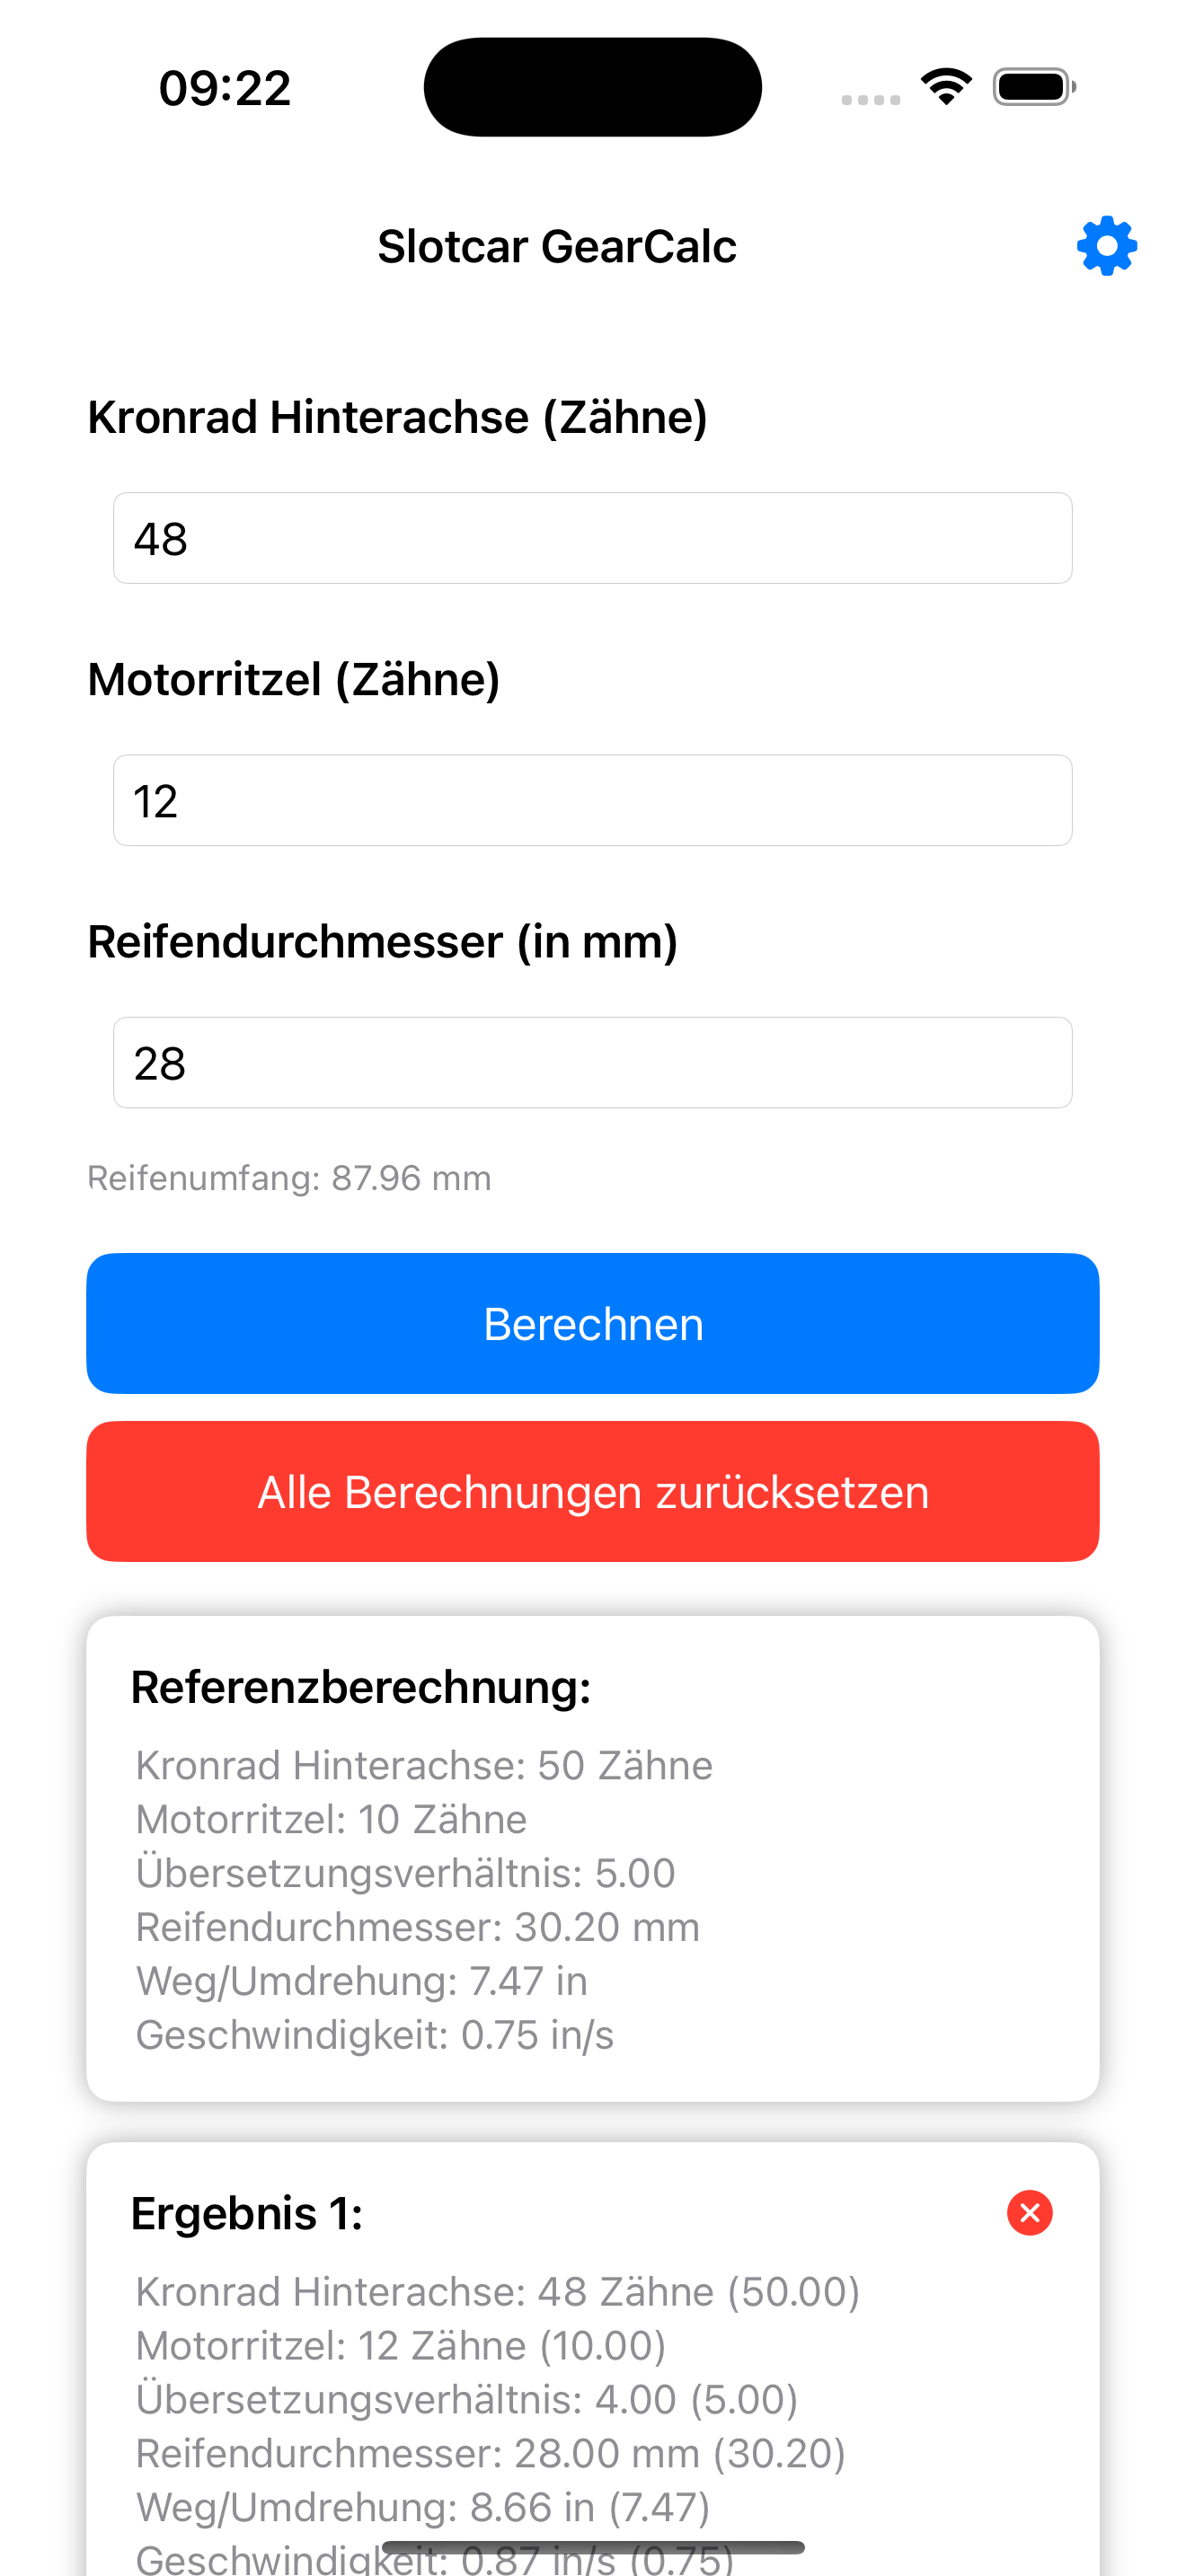 09:22
Slotcar GearCalc
Kronrad Hinterachse (Zähne)
48
Motorritzel (Zähne)
12
Reifendurchmesser (in mm)
28
Reifenumfang: 87.96 mm
Berechnen
Alle Berechnungen zurücksetzen
Referenzberechnung:
Kronrad Hinterachse: 50 Zähne
Motorritzel: 10 Zähne
Übersetzungsverhältnis: 5.00
Reifendurchmesser: 30.20 mm
Weg/Umdrehung: 7.47 in
Geschwindigkeit: 0.75 in/s
Ergebnis 1:
Kronrad Hinterachse: 48 Zähne (50.00)
Motorritzel: 12 Zähne (10.00)
Übersetzungsverhältnis: 4.00 (5.00)
Reifendurchmesser: 28.00 mm (30.20)
Weg/Umdrehung: 8.66 in (7.47)
Geschwindigkeit: 0.87 in/s (0.75)